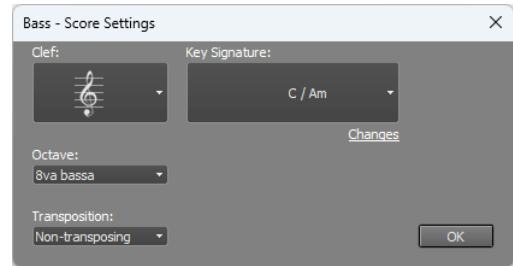 Bass - Score Settings
Clef:
Key Signature:
C / Am
Changes
Octave:
8va bassa
Transposition:
Non-transposing
OK